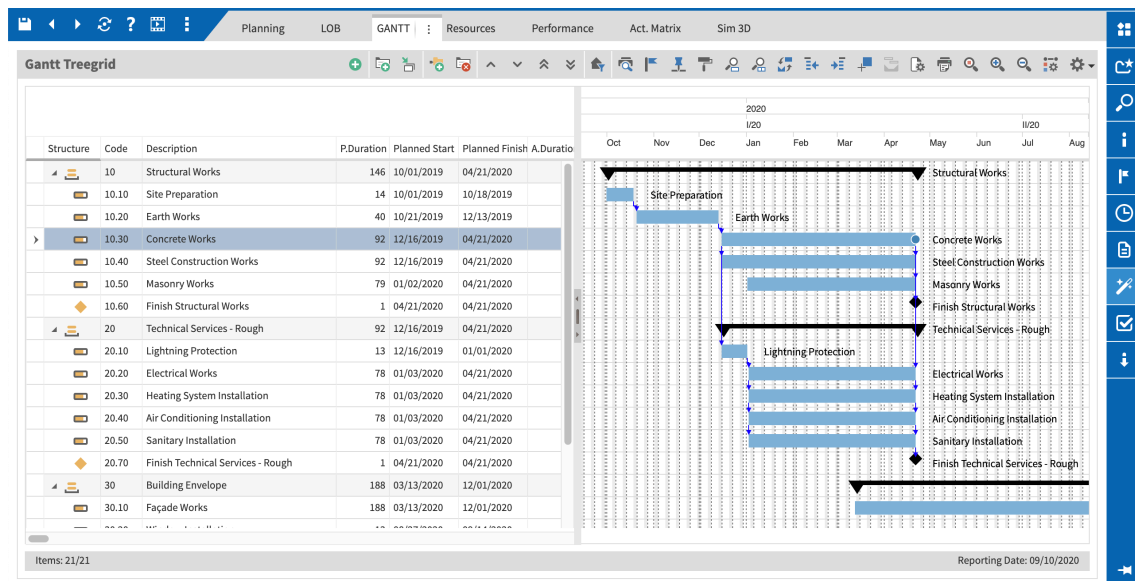 Planning LOB GANTT Resources Performance Act. Matrix Sim 3D
Gantt Treegrid
2020
I/20 II/20
Oct Nov Dec Jan Feb Mar Apr May Jun Jul Aug
Structure Code Description P.Duration Planned Start Planned Finish A.Duratio
10 Structural Works 146 10/01/2019 04/21/2020 Structural Works
10.10 Site Preparation 14 10/01/2019 10/18/2019 Site Preparation
10.20 Earth Works 40 10/21/2019 12/13/2019 Earth Works
10.30 Concrete Works 92 12/16/2019 04/21/2020 Concrete Works
10.40 Steel Construction Works 92 12/16/2019 04/21/2020 Steel Construction Works
10.50 Masonry Works 79 01/02/2020 04/21/2020 Masonry Works
10.60 Finish Structural Works 1 04/21/2020 04/21/2020 Finish Structural Works
20 Technical Services - Rough 92 12/16/2019 04/21/2020 Technical Services - Rough
20.10 Lightning Protection 13 12/16/2019 01/01/2020 Lightning Protection
20.20 Electrical Works 78 01/03/2020 04/21/2020 Electrical Works
20.30 Heating System Installation 78 01/03/2020 04/21/2020 Heating System Installation
20.40 Air Conditioning Installation 78 01/03/2020 04/21/2020 Air Conditioning Installation
20.50 Sanitary Installation 78 01/03/2020 04/21/2020 Sanitary Installation
20.70 Finish Technical Services - Rough 1 04/21/2020 04/21/2020 Finish Technical Services - Rough
30 Building Envelope 188 03/13/2020 12/01/2020
30.10 Façade Works 188 03/13/2020 12/01/2020
Items: 21/21 Reporting Date: 09/10/2020